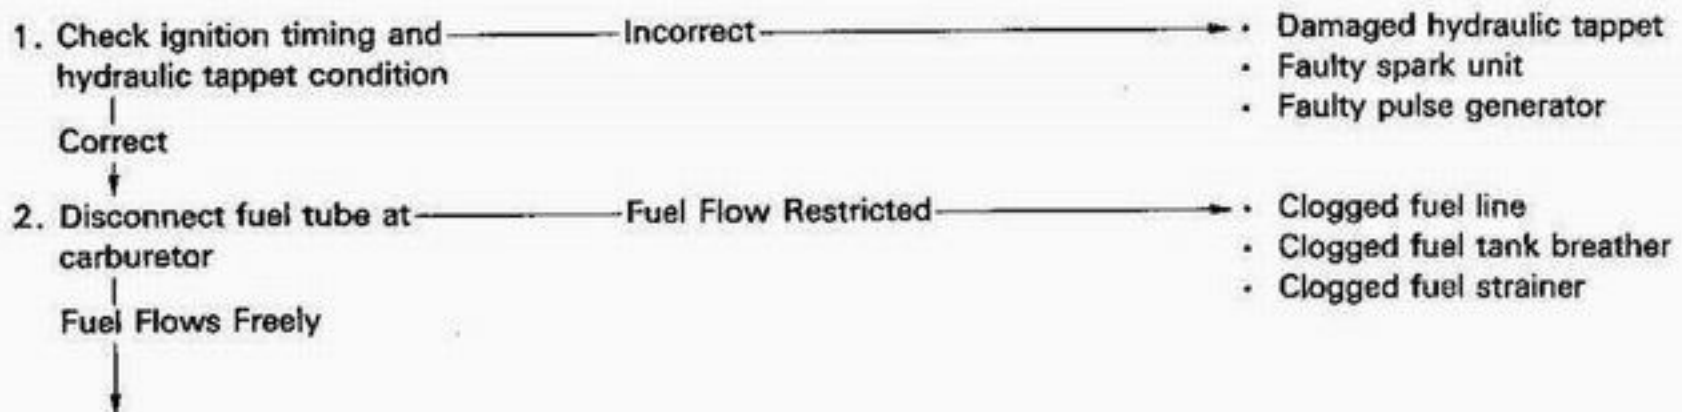 1. Check ignition timing and
hydraulic tappet condition
Incorrect
· Damaged hydraulic tappet
· Faulty spark unit
· Faulty pulse generator
Correct
2. Disconnect fuel tube at
carburetor
Fuel Flow Restricted
· Clogged fuel line
· Clogged fuel tank breather
· Clogged fuel strainer
Fuel Flows Freely